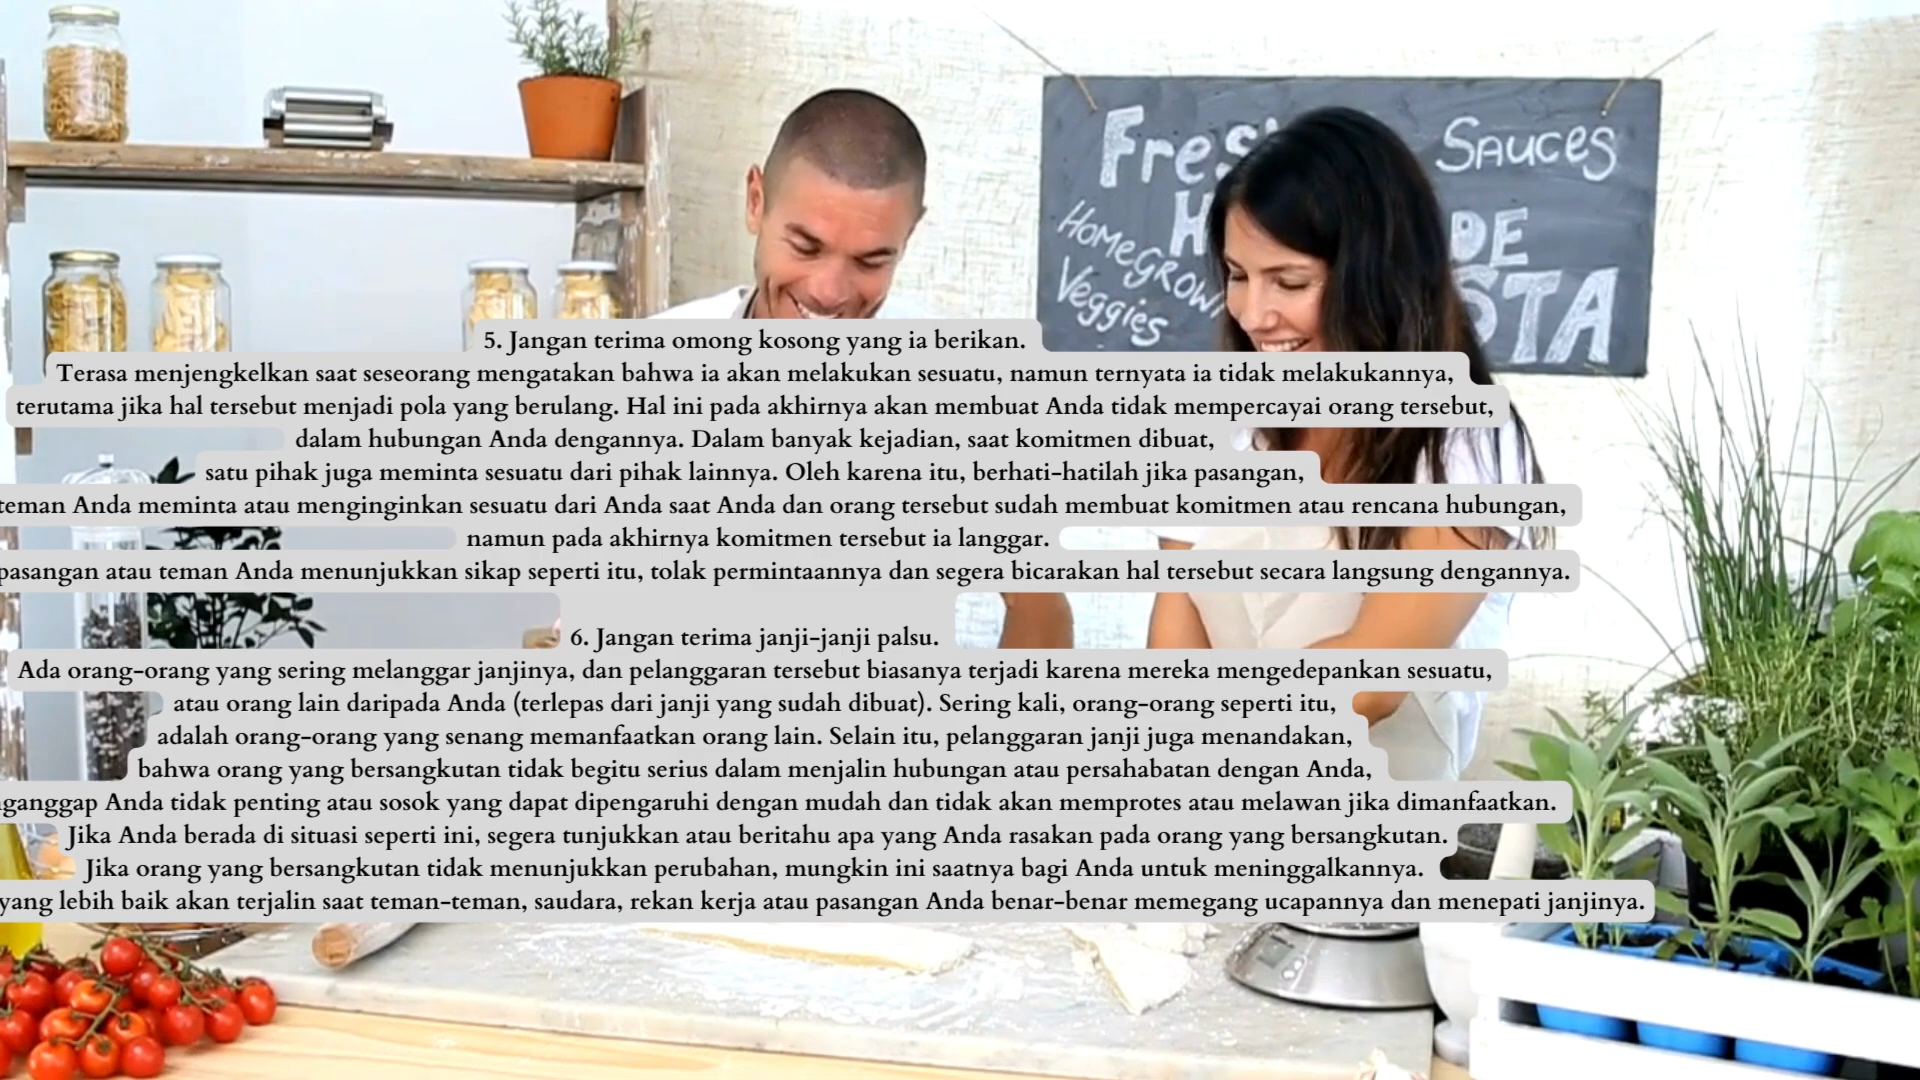 Fres
Sauces
H
DE
HOMEGROW
STA
Veggies
5. Jangan terima omong kosong yang ia berikan.
Terasa menjengkelkan saat seseorang mengatakan bahwa ia akan melakukan sesuatu, namun ternyata ia tidak melakukannya,
terutama jika hal tersebut menjadi pola yang berulang. Hal ini pada akhirnya akan membuat Anda tidak mempercayai orang tersebut,
dalam hubungan Anda dengannya. Dalam banyak kejadian, saat komitmen dibuat,
satu pihak juga meminta sesuatu dari pihak lainnya. Oleh karena itu, berhati-hatilah jika pasangan,
teman Anda meminta atau menginginkan sesuatu dari Anda saat Anda dan orang tersebut sudah membuat komitmen atau rencana hubungan,
namun pada akhirnya komitmen tersebut ia langgar.
pasangan atau teman Anda menunjukkan sikap seperti itu, tolak permintaannya dan segera bicarakan hal tersebut secara langsung dengannya.
6. Jangan terima janji-janji palsu.
Ada orang-orang yang sering melanggar janjinya, dan pelanggaran tersebut biasanya terjadi karena mereka mengedepankan sesuatu,
atau orang lain daripada Anda (terlepas dari janji yang sudah dibuat). Sering kali, orang-orang seperti itu,
adalah orang-orang yang senang memanfaatkan orang lain. Selain itu, pelanggaran janji juga menandakan,
bahwa orang yang bersangkutan tidak begitu serius dalam menjalin hubungan atau persahabatan dengan Anda,
nganggap Anda tidak penting atau sosok yang dapat dipengaruhi dengan mudah dan tidak akan memprotes atau melawan jika dimanfaatkan.
Jika Anda berada di situasi seperti ini, segera tunjukkan atau beritahu apa yang Anda rasakan pada orang yang bersangkutan.
Jika orang yang bersangkutan tidak menunjukkan perubahan, mungkin ini saatnya bagi Anda untuk meninggalkannya.
yang lebih baik akan terjalin saat teman-teman, saudara, rekan kerja atau pasangan Anda benar-benar memegang ucapannya dan menepati janjinya.